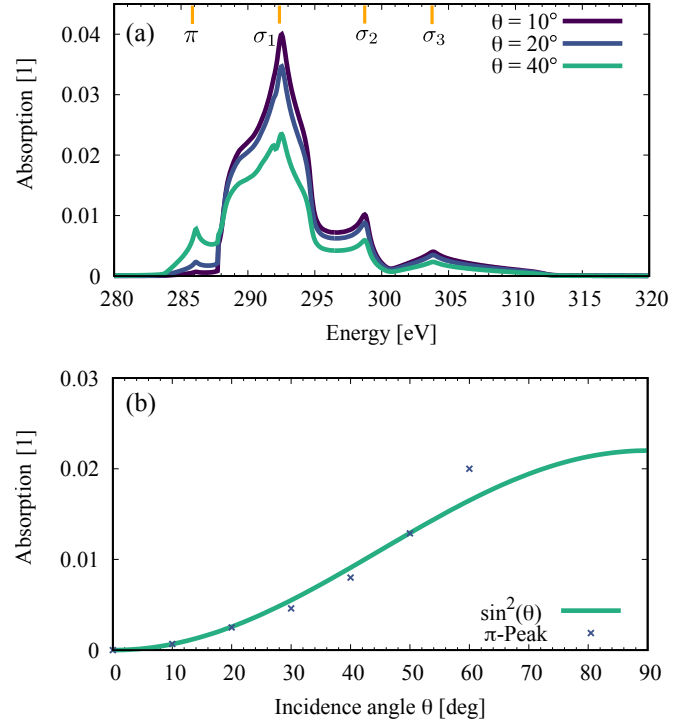 (a)
π
σ1
σ2
σ3
θ = 10°
θ = 20°
θ = 40°
0.04
0.03
0.02
0.01
0
Absorption [1]
280 285 290 295 300 305 310 315 320
Energy [eV]
(b)
0.03
0.02
0.01
0
Absorption [1]
sin²(θ)
π-Peak
0 10 20 30 40 50 60 70 80 90
Incidence angle θ [deg]